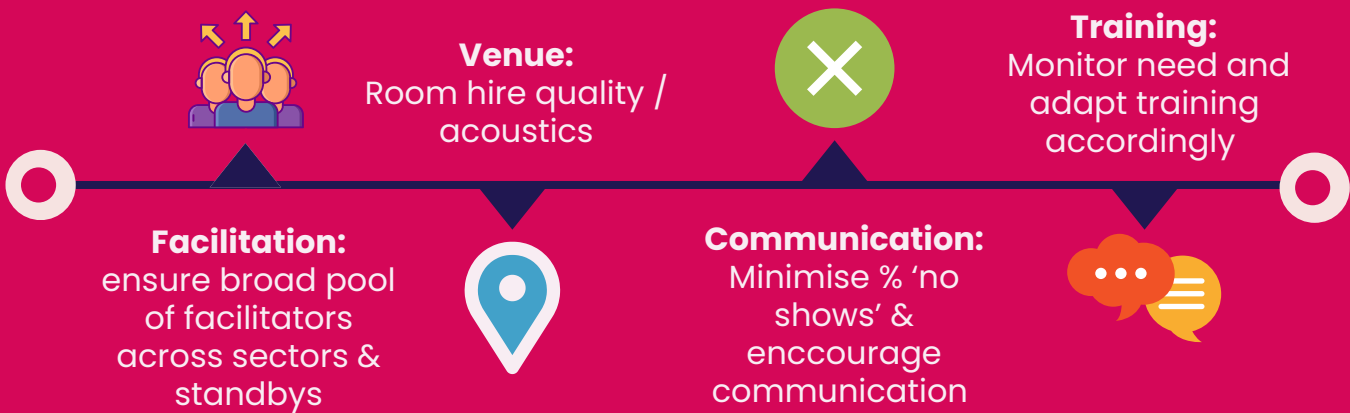 Facilitation:
ensure broad pool
of facilitators
across sectors &
standbys
Venue:
Room hire quality /
acoustics
Communication:
Minimise % ‘no
shows’ &
enccourage
communication
Training:
Monitor need and
adapt training
accordingly